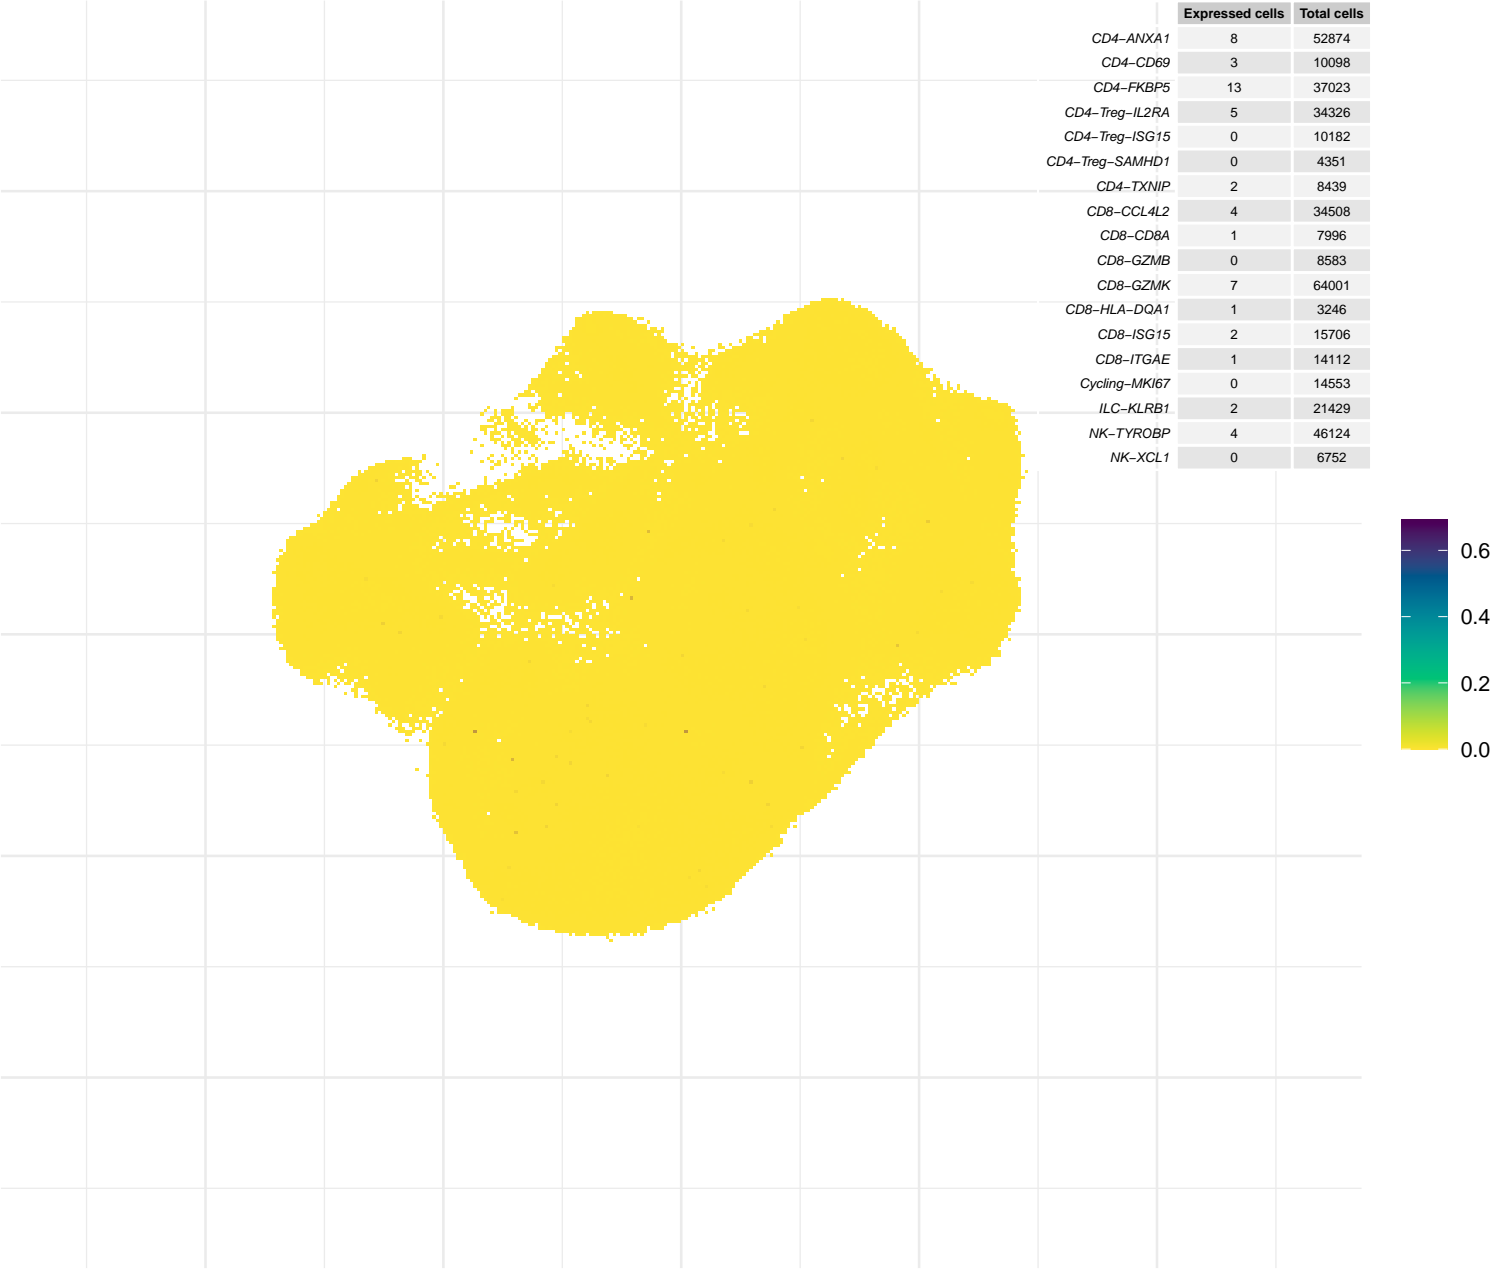 Expressed cells Total cells
CD4−ANXA1 8 52874
CD4−CD69 3 10098
CD4−FKBP5 13 37023
CD4−Treg−IL2RA 5 34326
CD4−Treg−ISG15 0 10182
CD4−Treg−SAMHD1 0 4351
CD4−TXNIP 2 8439
CD8−CCL4L2 4 34508
CD8−CD8A 1 7996
CD8−GZMB 0 8583
CD8−GZMK 7 64001
CD8−HLA−DQA1 1 3246
CD8−ISG15 2 15706
CD8−ITGAE 1 14112
Cycling−MKI67 0 14553
ILC−KLRB1 2 21429
NK−TYROBP 4 46124
NK−XCL1 0 6752
0.6
0.4
0.2
0.0